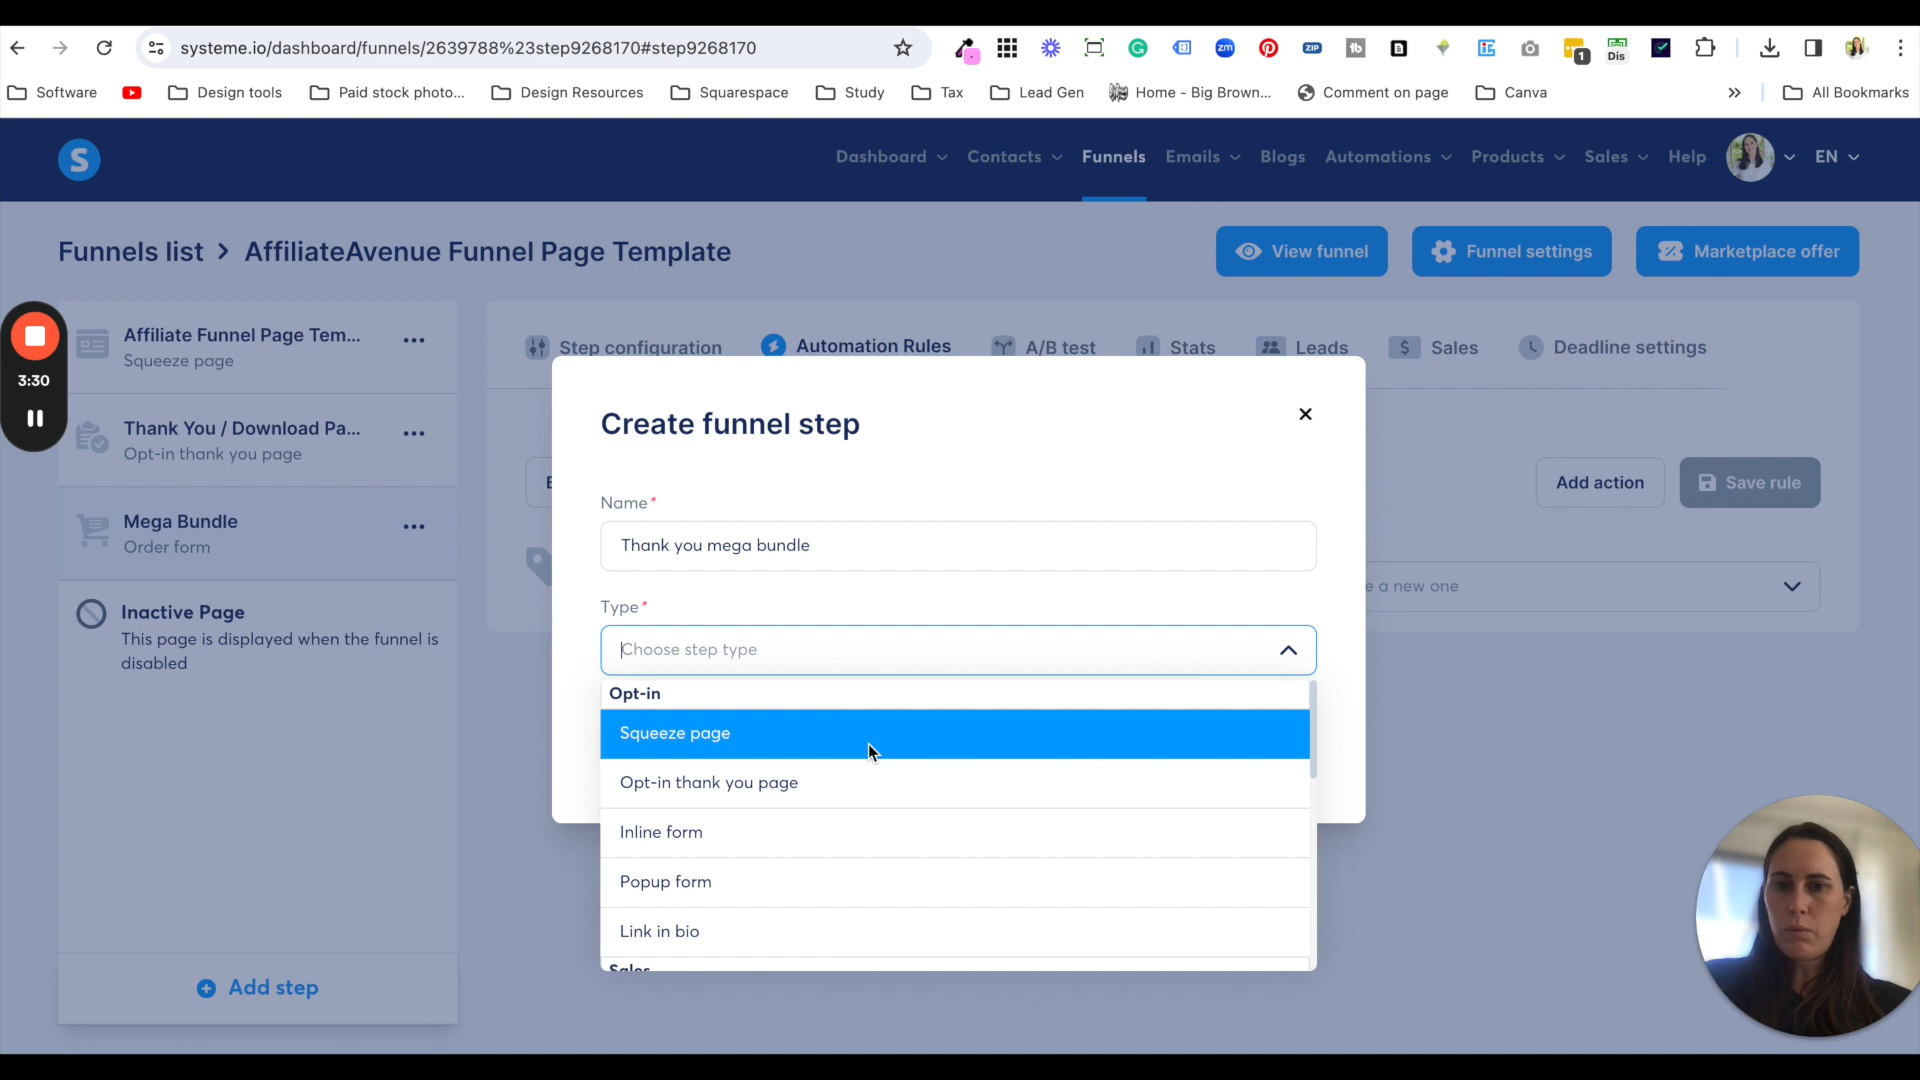 systeme.io/dashboard/funnels/2639788%23step9268170#step9268170
zm
ZIP
1
Dis
Software
Design tools
Paid stock photo...
Design Resources
Squarespace
Study
Tax
Lead Gen
Home - Big Brown...
Comment on page
Canva
All Bookmarks
S
Dashboard
Contacts
Funnels
Emails
Blogs
Automations
Products
Sales
Help
EN
Funnels list > AffiliateAvenue Funnel Page Template
View funnel
Funnel settings
Marketplace offer
Affiliate Funnel Page Tem...
Squeeze page
3:30
Thank You / Download Pa...
Opt-in thank you page
Mega Bundle
Order form
Inactive Page
This page is displayed when the funnel is
disabled
Add step
Step configuration
Automation Rules
A/B test
Stats
Leads
Sales
Deadline settings
Add action
Save rule
e a new one
Create funnel step
Name*
Thank you mega bundle
Type*
Choose step type
Opt-in
Squeeze page
Opt-in thank you page
Inline form
Popup form
Link in bio
Sales